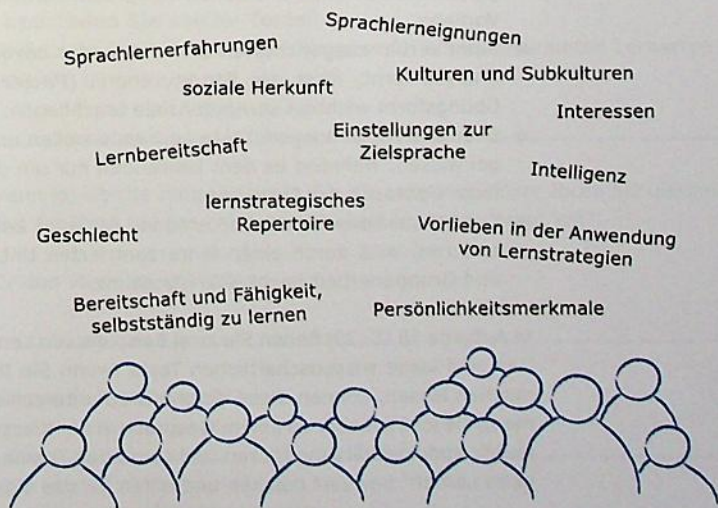 Sprachlernerfahrungen
Sprachlerneignungen
soziale Herkunft
Kulturen und Subkulturen
Interessen
Lernbereitschaft
Einstellungen zur
Zielsprache
Intelligenz
lernstrategisches
Repertoire
Geschlecht
Vorlieben in der Anwendung
von Lernstrategien
Bereitschaft und Fähigkeit,
selbstständig zu lernen
Persönlichkeitsmerkmale